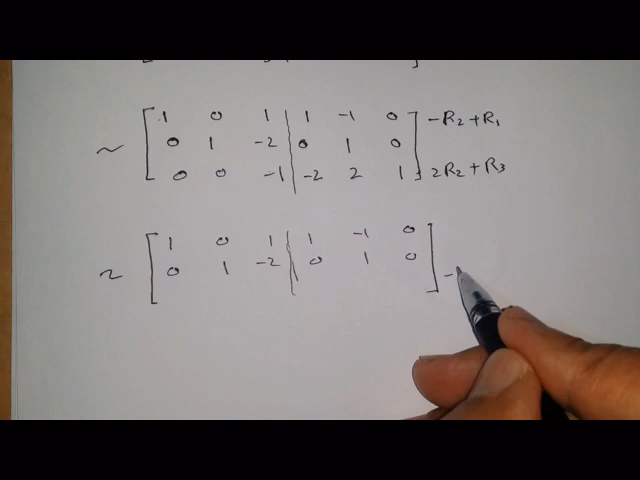 [ 1 0 1 | 1 -1 0 ] -R2+R1
~ 0 1 -2 | 0 1 0
0 0 -1 | -2 2 1 2R2+R3
[ 1 0 1 | 1 -1 0 ]
~ 0 1 -2 | 0 1 0
-